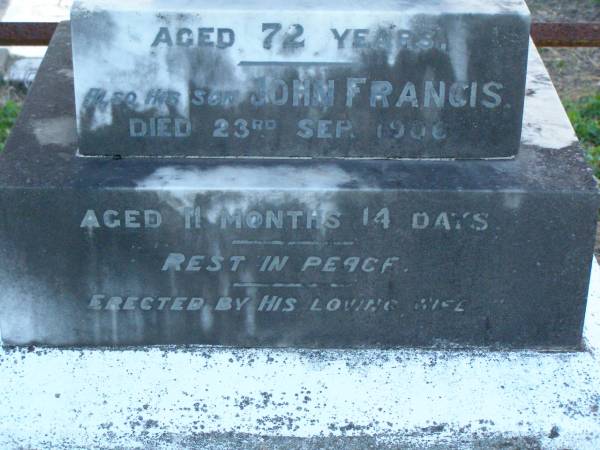 AGED 72 YEARS.
ALSO HIS SON JOHN FRANCIS.
DIED 23RD SEP. 1906
AGED 11 MONTHS 14 DAYS.
REST IN PEACE.
ERECTED BY HIS LOVING WIFE